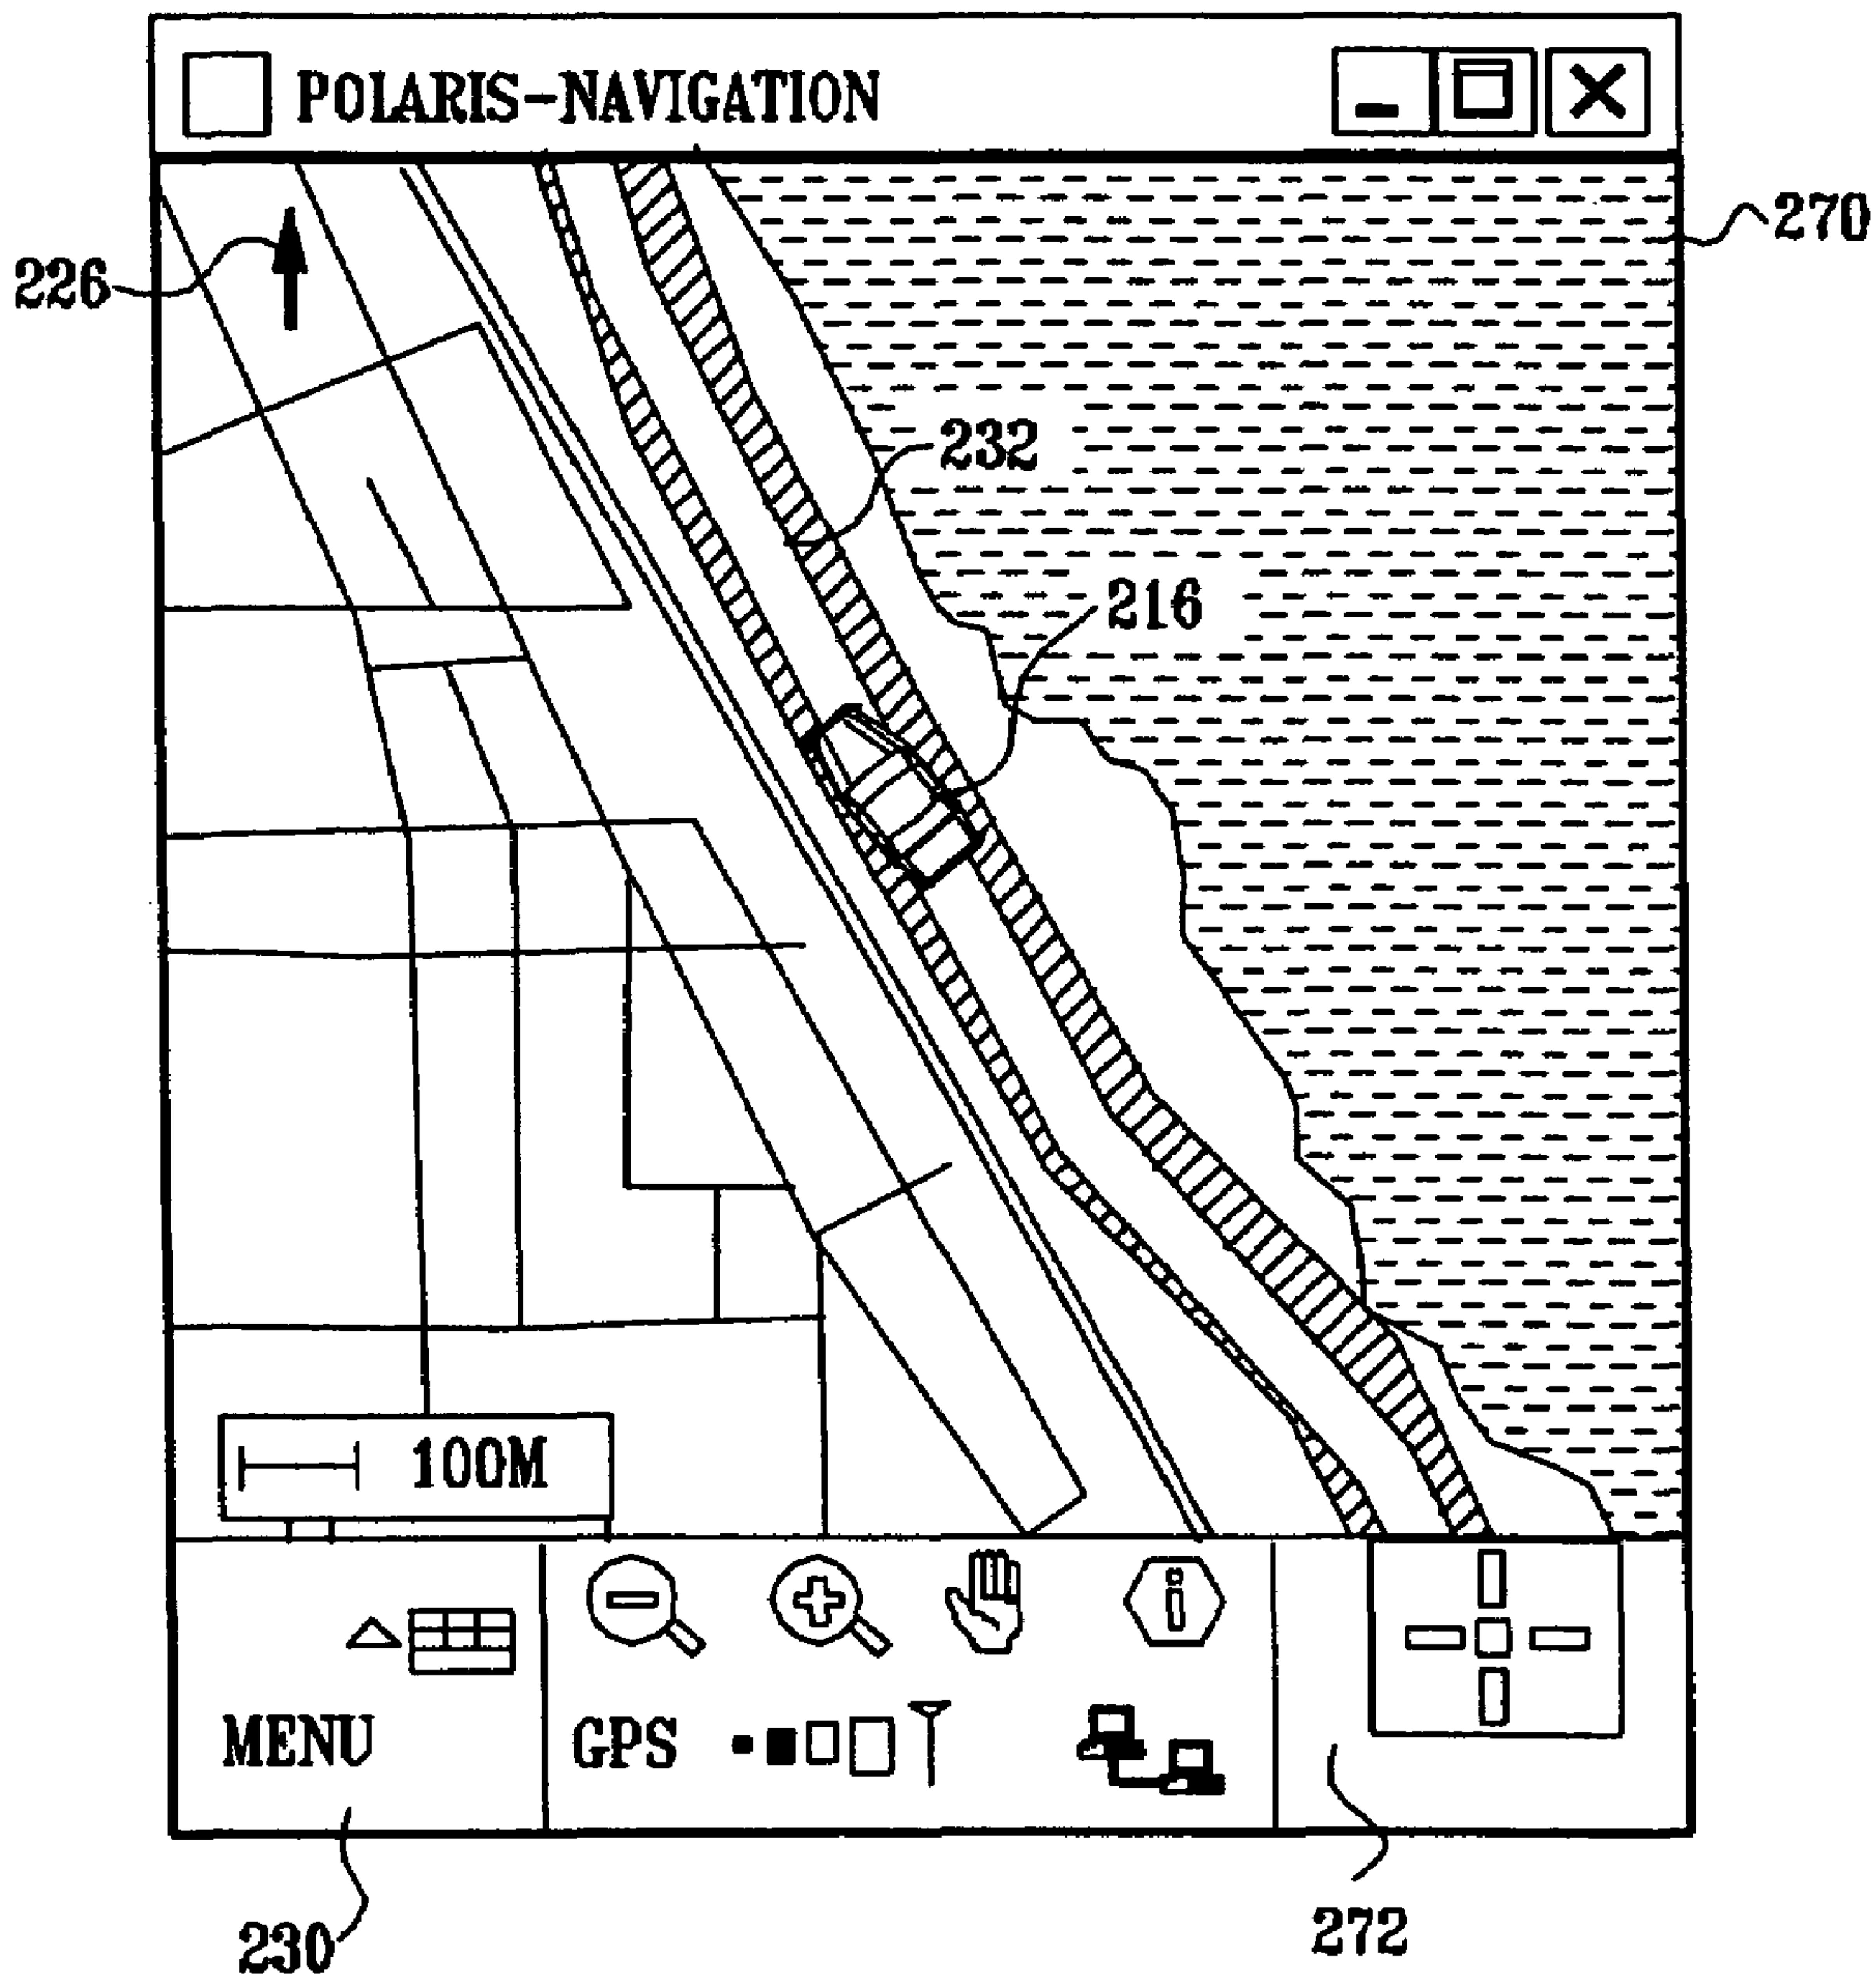 POLARIS-NAVIGATION
270
226
232
216
100M
MENU
GPS
230
272